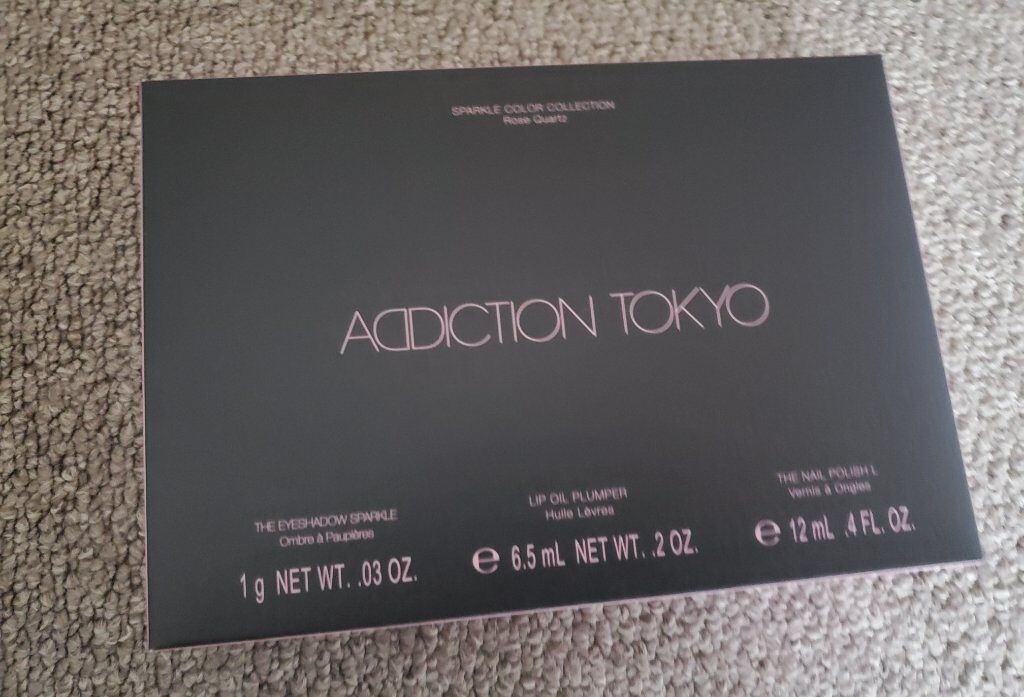 SPARKLE COLOR COLLECTION
Rose Quartz
ADDICTION TOKYO
THE EYESHADOW SPARKLE
Ombre à Paupières
1 g NET WT. .03 OZ.
LIP OIL PLUMPER
Huile Lèvres
℮ 6.5 mL NET WT. .2 OZ.
THE NAIL POLISH L
Vernis à Ongles
℮ 12 mL .4 FL. OZ.